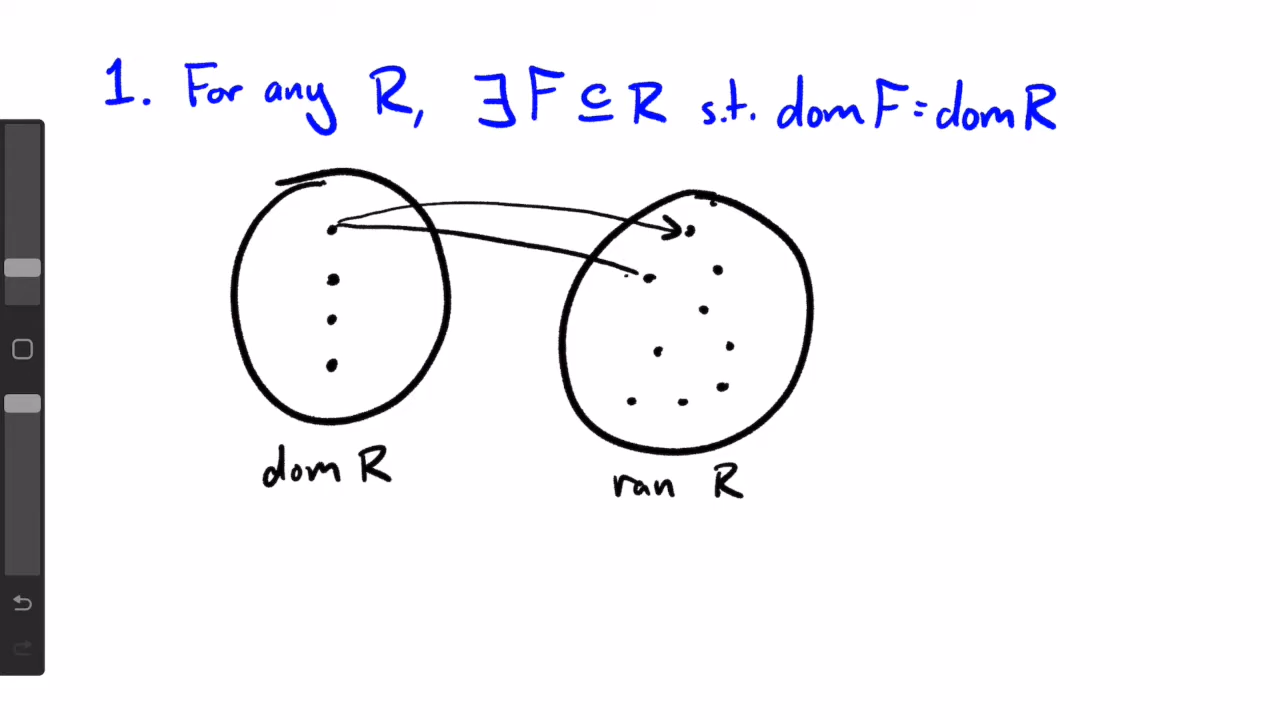 1. For any R, ∃F ⊆ R s.t. dom F = dom R
dom R
ran R